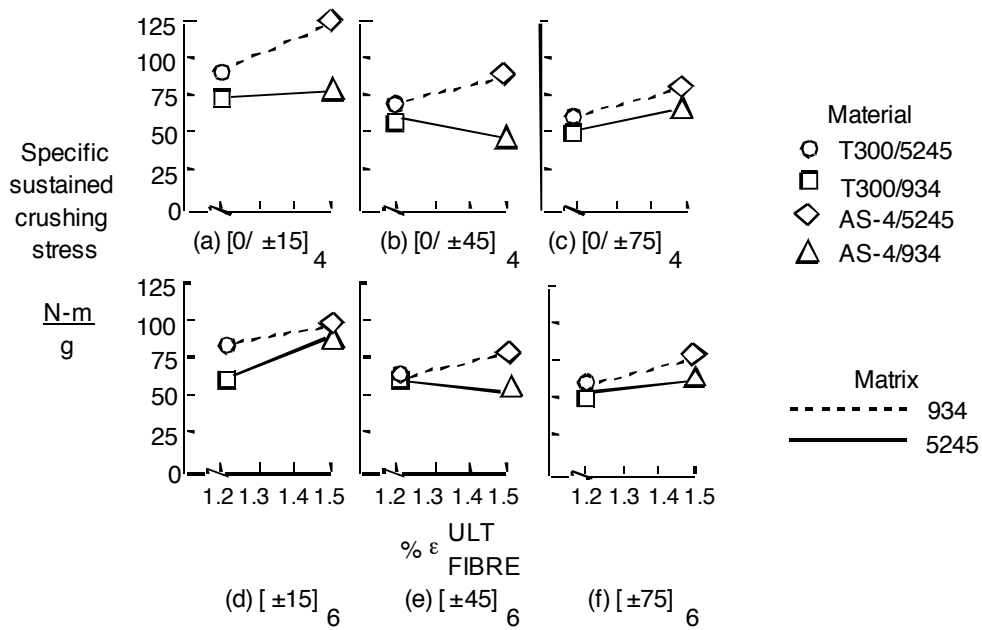 Specific
sustained
crushing
stress
N-m
g
125
100
75
50
25
0
(a) [0/ ±15] 4
(b) [0/ ±45] 4
(c) [0/ ±75] 4
125
100
75
50
25
0
1.2 1.3 1.4 1.5
1.2 1.3 1.4 1.5
1.2 1.3 1.4 1.5
% ε ULT
FIBRE
(d) [ ±15] 6
(e) [ ±45] 6
(f) [ ±75] 6
Material
T300/5245
T300/934
AS-4/5245
AS-4/934
Matrix
934
5245